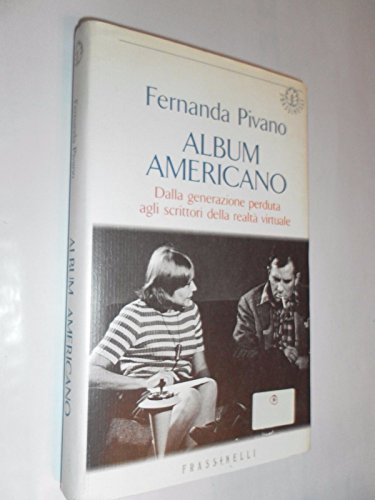 Fernanda Pivano
ALBUM
AMERICANO
Dalla generazione perduta
agli scrittori della realtà virtuale
FRASSINELLI
Fernanda Pivano
ALBUM AMERICANO